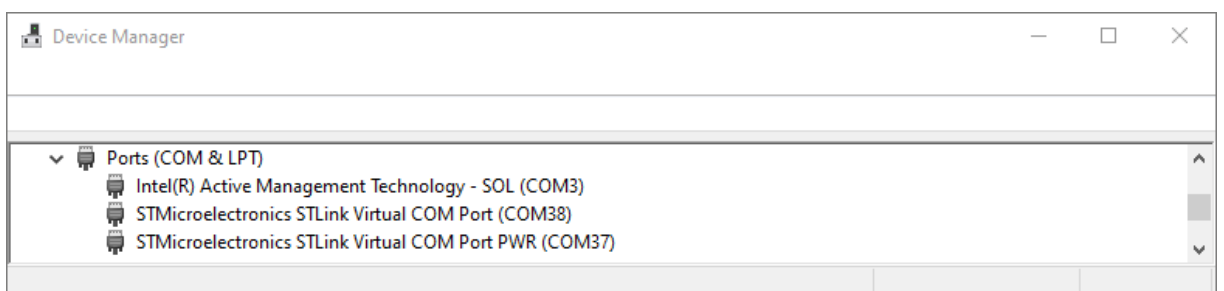 Device Manager
Ports (COM & LPT)
Intel(R) Active Management Technology - SOL (COM3)
STMicroelectronics STLink Virtual COM Port (COM38)
STMicroelectronics STLink Virtual COM Port PWR (COM37)